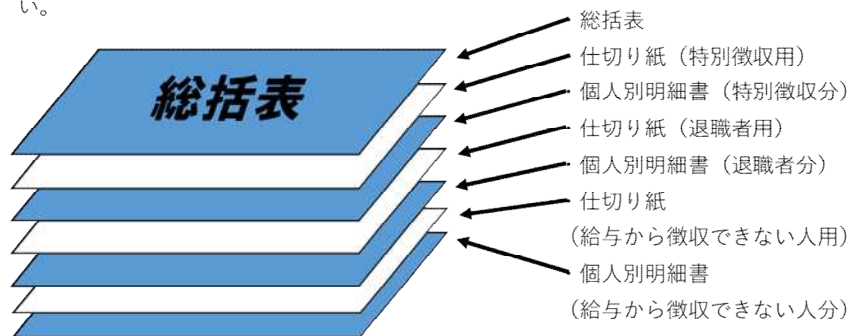 い。
総括表
総括表
仕切り紙（特別徴収用）
個人別明細書（特別徴収分）
仕切り紙（退職者用）
個人別明細書（退職者分）
仕切り紙
（給与から徴収できない人用）
個人別明細書
（給与から徴収できない人分）